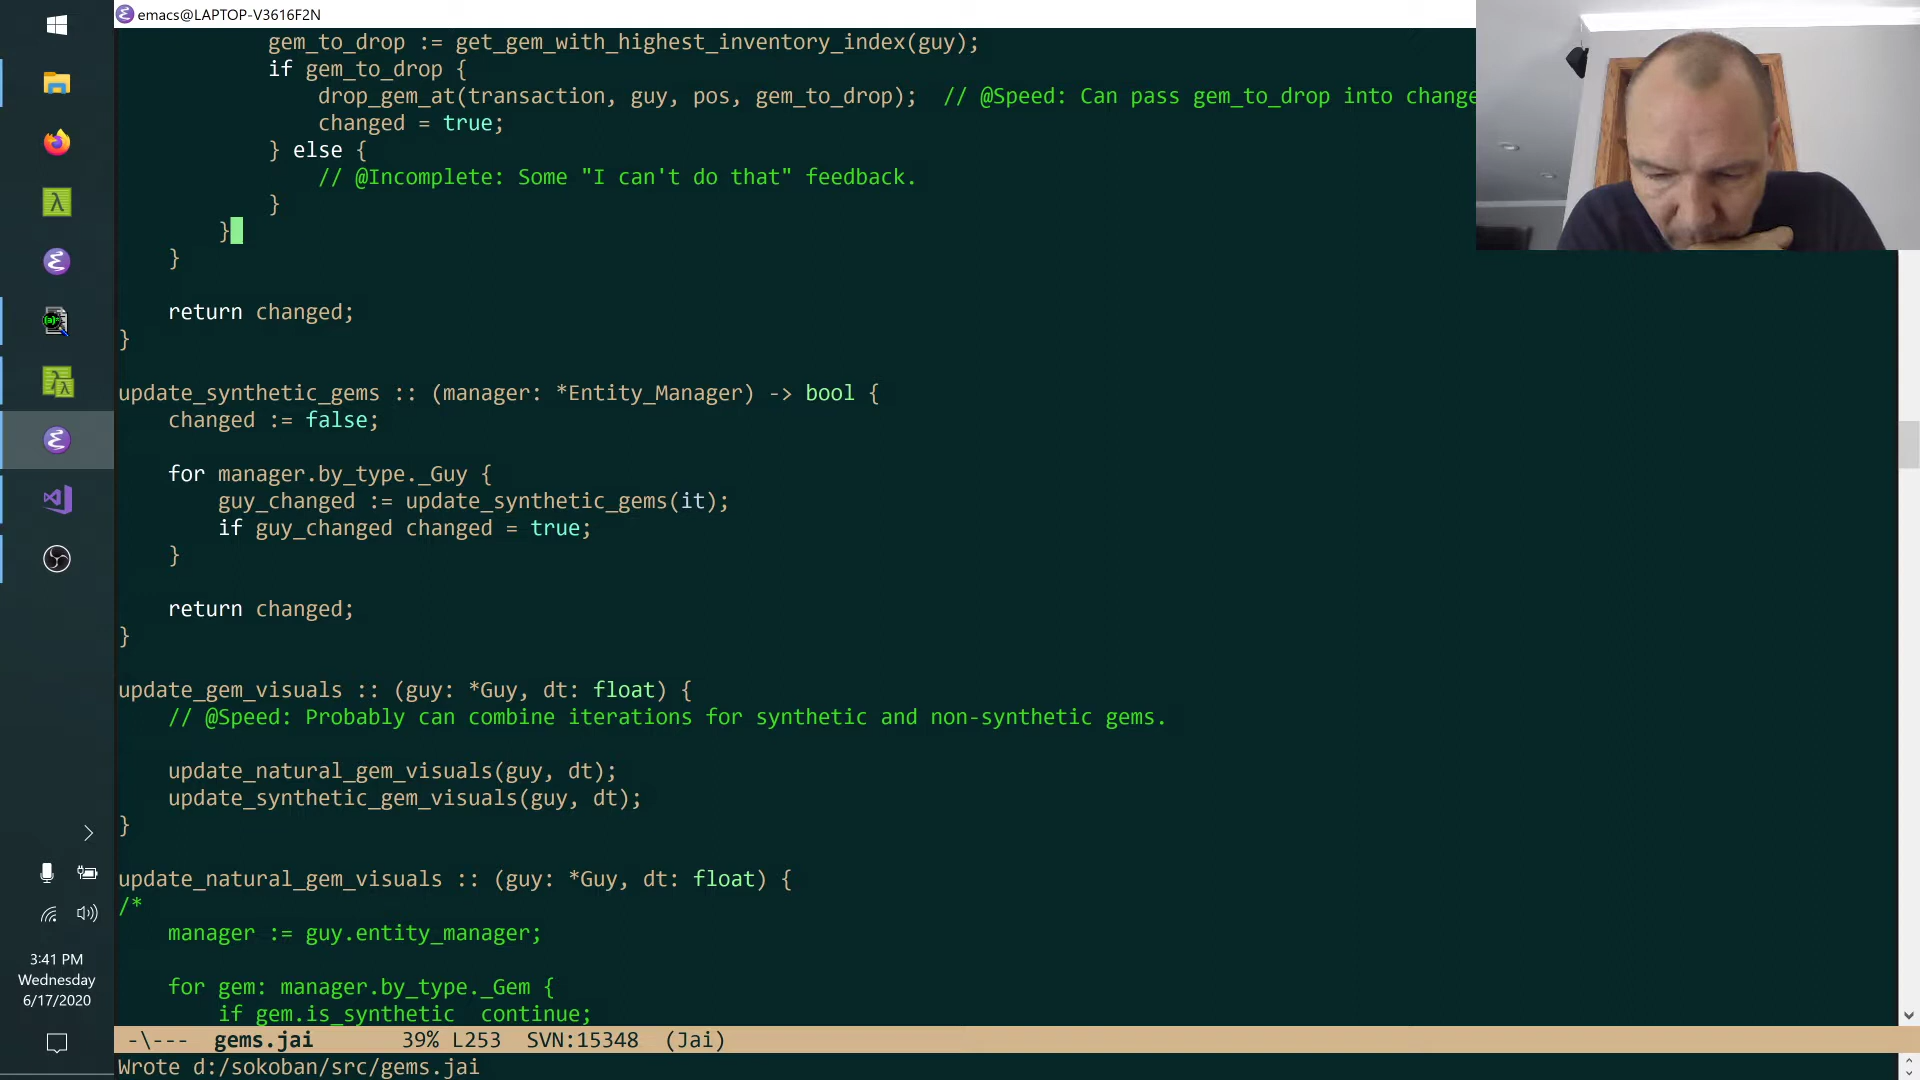 emacs@LAPTOP-V3616F2N
gem_to_drop := get_gem_with_highest_inventory_index(guy);
if gem_to_drop {
drop_gem_at(transaction, guy, pos, gem_to_drop);  // @Speed: Can pass gem_to_drop into change
changed = true;
} else {
// @Incomplete: Some "I can't do that" feedback.
}
}
}
return changed;
}
update_synthetic_gems :: (manager: *Entity_Manager) -> bool {
changed := false;
for manager.by_type._Guy {
guy_changed := update_synthetic_gems(it);
if guy_changed changed = true;
}
return changed;
}
update_gem_visuals :: (guy: *Guy, dt: float) {
// @Speed: Probably can combine iterations for synthetic and non-synthetic gems.
update_natural_gem_visuals(guy, dt);
update_synthetic_gem_visuals(guy, dt);
}
update_natural_gem_visuals :: (guy: *Guy, dt: float) {
/*
manager := guy.entity_manager;
for gem: manager.by_type._Gem {
if gem.is_synthetic  continue;
-\---  gems.jai       39% L253  SVN:15348  (Jai)
Wrote d:/sokoban/src/gems.jai
3:41 PM
Wednesday
6/17/2020